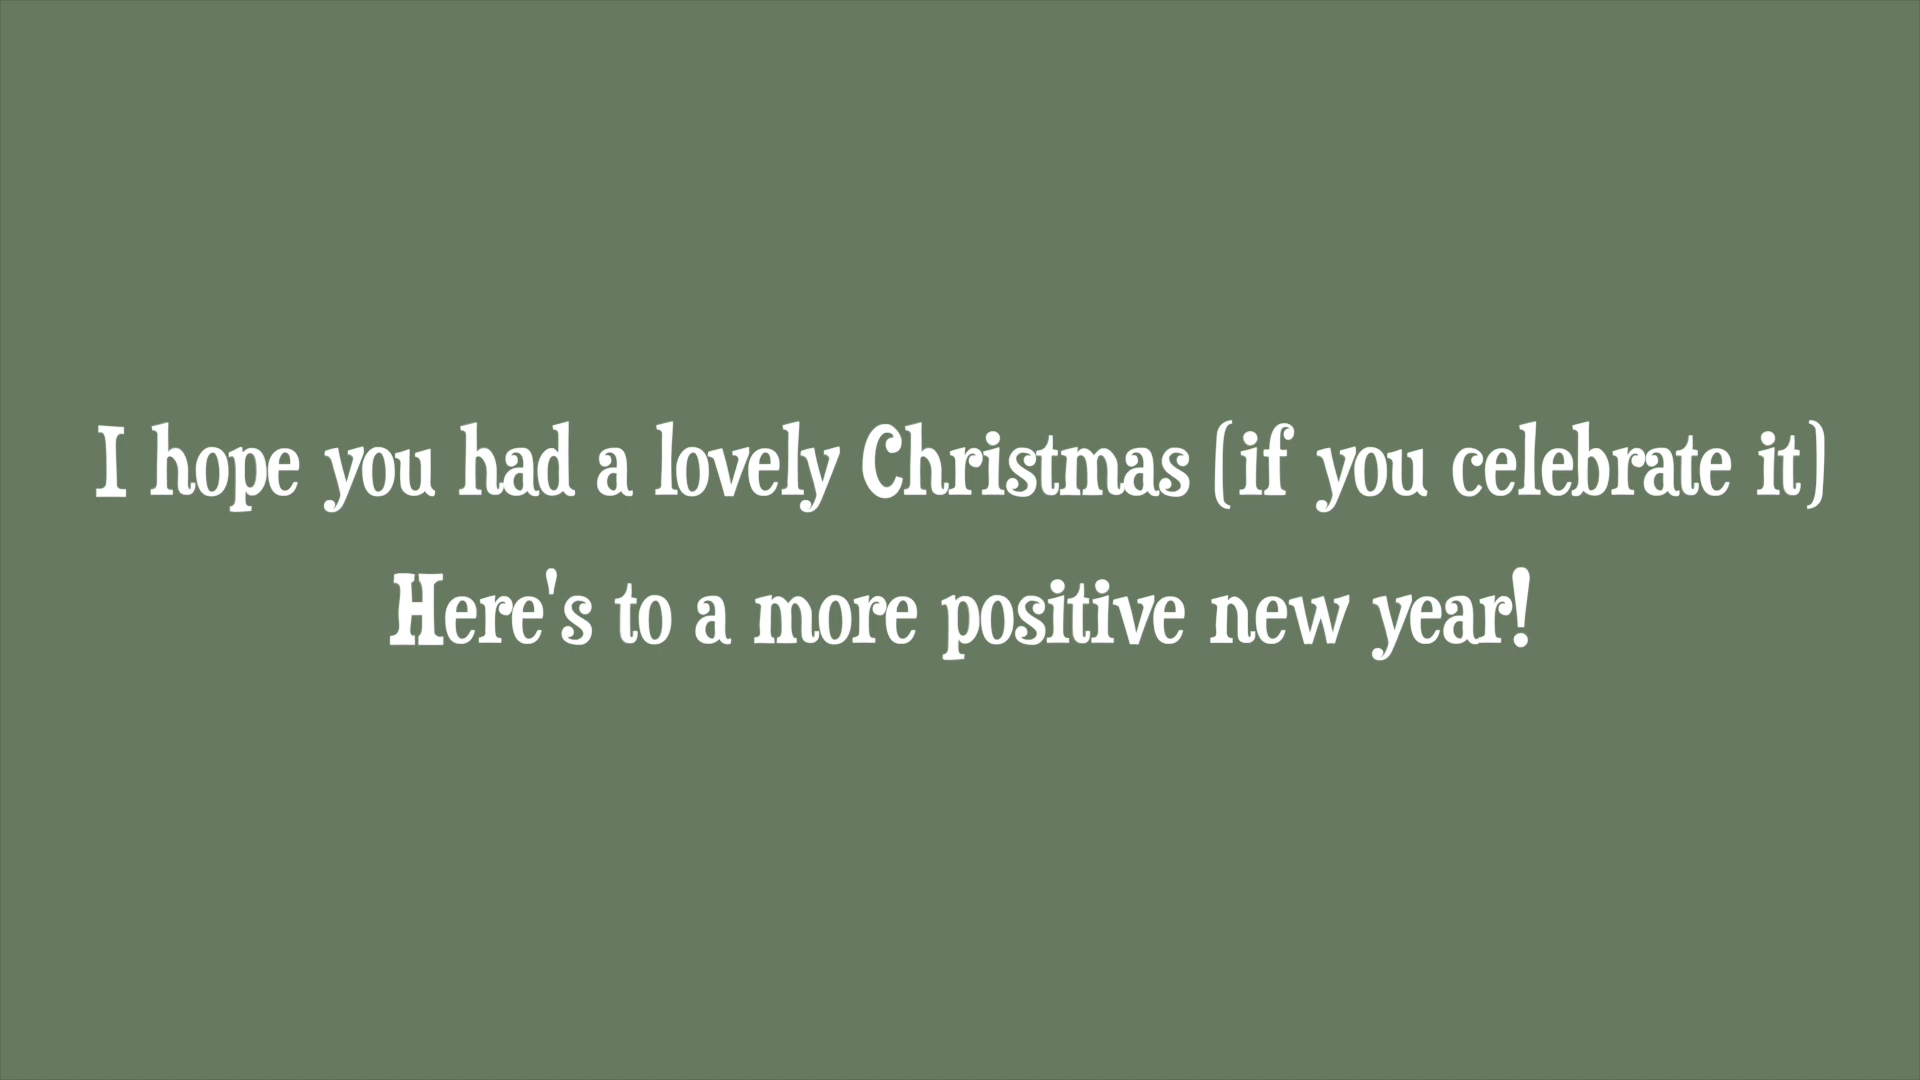 I hope you had a lovely Christmas (if you celebrate it)
Here's to a more positive new year!